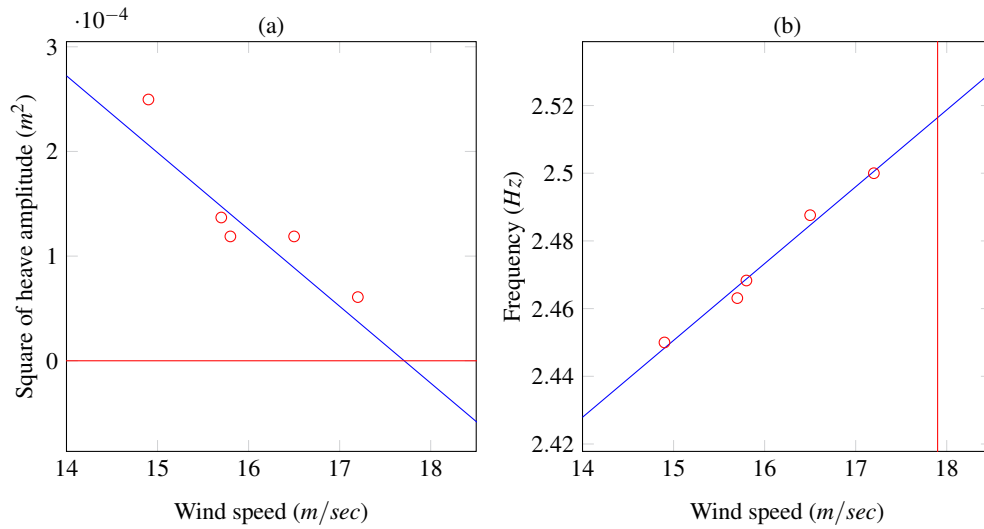 (a)
·10⁻⁴
3
2
1
0
14 15 16 17 18
Wind speed (m/sec)
Square of heave amplitude (m²)
(b)
2.52
2.5
2.48
2.46
2.44
2.42
14 15 16 17 18
Wind speed (m/sec)
Frequency (Hz)